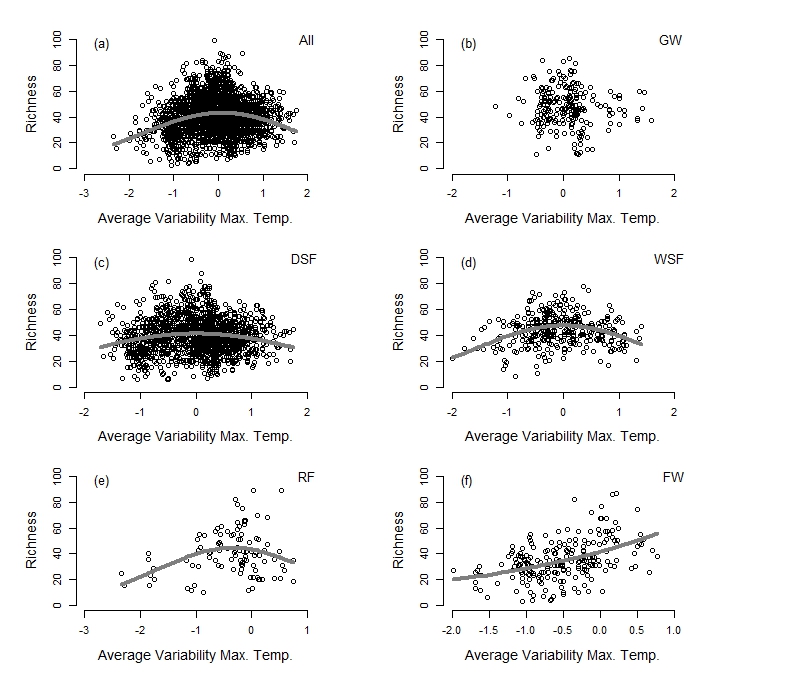 (a) All
Richness
0 20 40 60 80 100
-3 -2 -1 0 1 2
Average Variability Max. Temp.
(b) GW
Richness
0 20 40 60 80 100
-2 -1 0 1 2
Average Variability Max. Temp.
(c) DSF
Richness
0 20 40 60 80 100
-2 -1 0 1 2
Average Variability Max. Temp.
(d) WSF
Richness
0 20 40 60 80 100
-2 -1 0 1 2
Average Variability Max. Temp.
(e) RF
Richness
0 20 40 60 80 100
-3 -2 -1 0 1
Average Variability Max. Temp.
(f) FW
Richness
0 20 40 60 80 100
-2.0 -1.5 -1.0 -0.5 0.0 0.5 1.0
Average Variability Max. Temp.